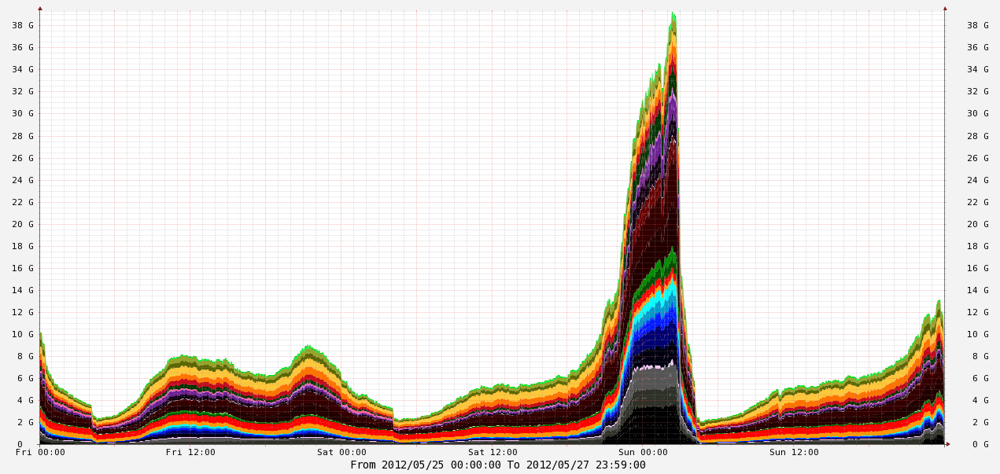 38 G 38 G
36 G 36 G
34 G 34 G
32 G 32 G
30 G 30 G
28 G 28 G
26 G 26 G
24 G 24 G
22 G 22 G
20 G 20 G
18 G 18 G
16 G 16 G
14 G 14 G
12 G 12 G
10 G 10 G
8 G 8 G
6 G 6 G
4 G 4 G
2 G 2 G
0 0 G
Fri 00:00 Fri 12:00 Sat 00:00 Sat 12:00 Sun 00:00 Sun 12:00
From 2012/05/25 00:00:00 To 2012/05/27 23:59:00